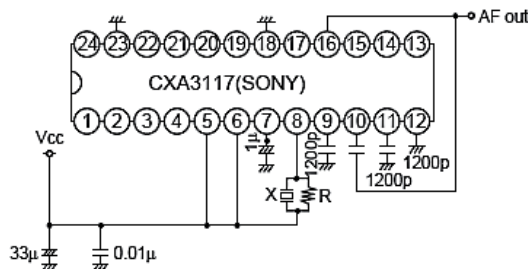 AF out
24 23 22 21 20 19 18 17 16 15 14 13
CXA3117(SONY)
1 2 3 4 5 6 7 8 9 10 11 12
Vcc
1μ
1200p
1200p
1200p
X
R
33μ
0.01μ